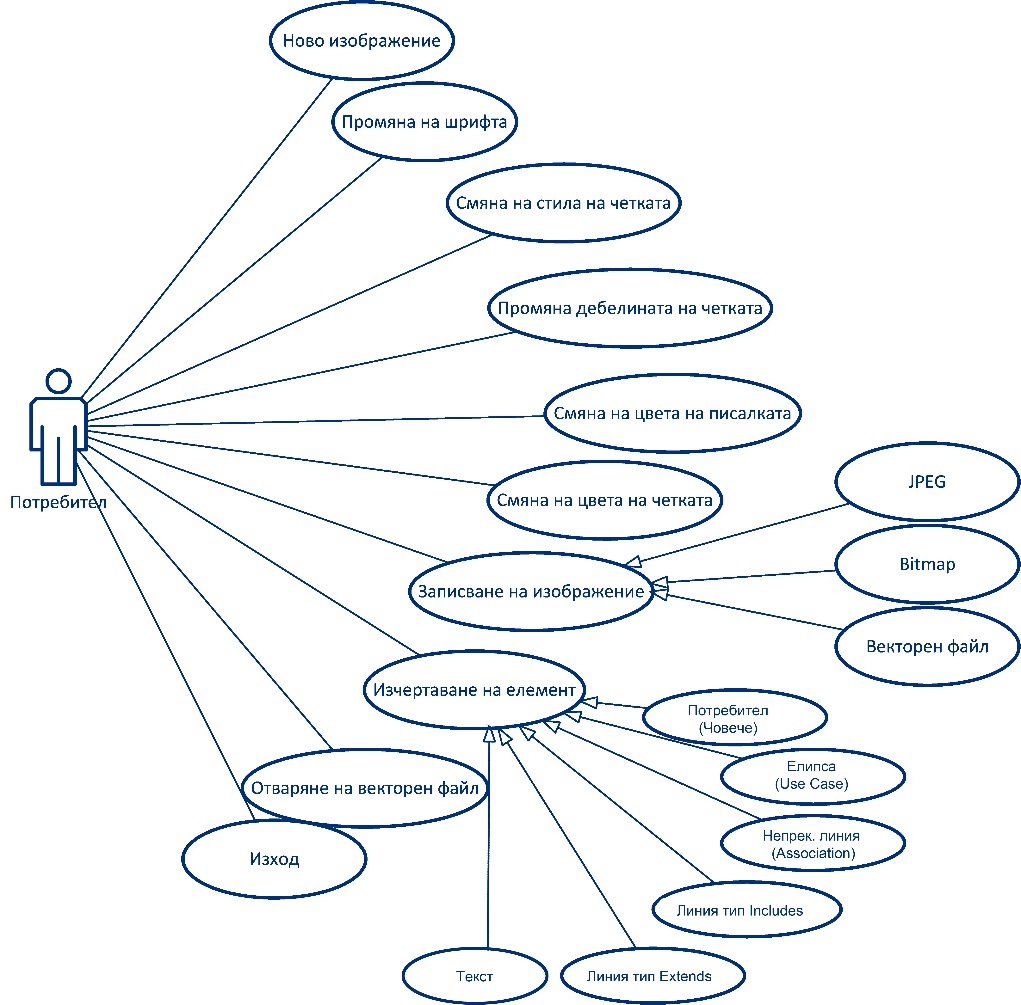 Ново изображение
Промяна на шрифта
Смяна на стила на четката
Промяна дебелината на четката
Смяна на цвета на писалката
Смяна на цвета на четката
Потребител
JPEG
Bitmap
Записване на изображение
Векторен файл
Изчертаване на елемент
Потребител
(Човече)
Елипса
(Use Case)
Отваряне на векторен файл
Непрек. линия
(Association)
Изход
Линия тип Includes
Текст
Линия тип Extends